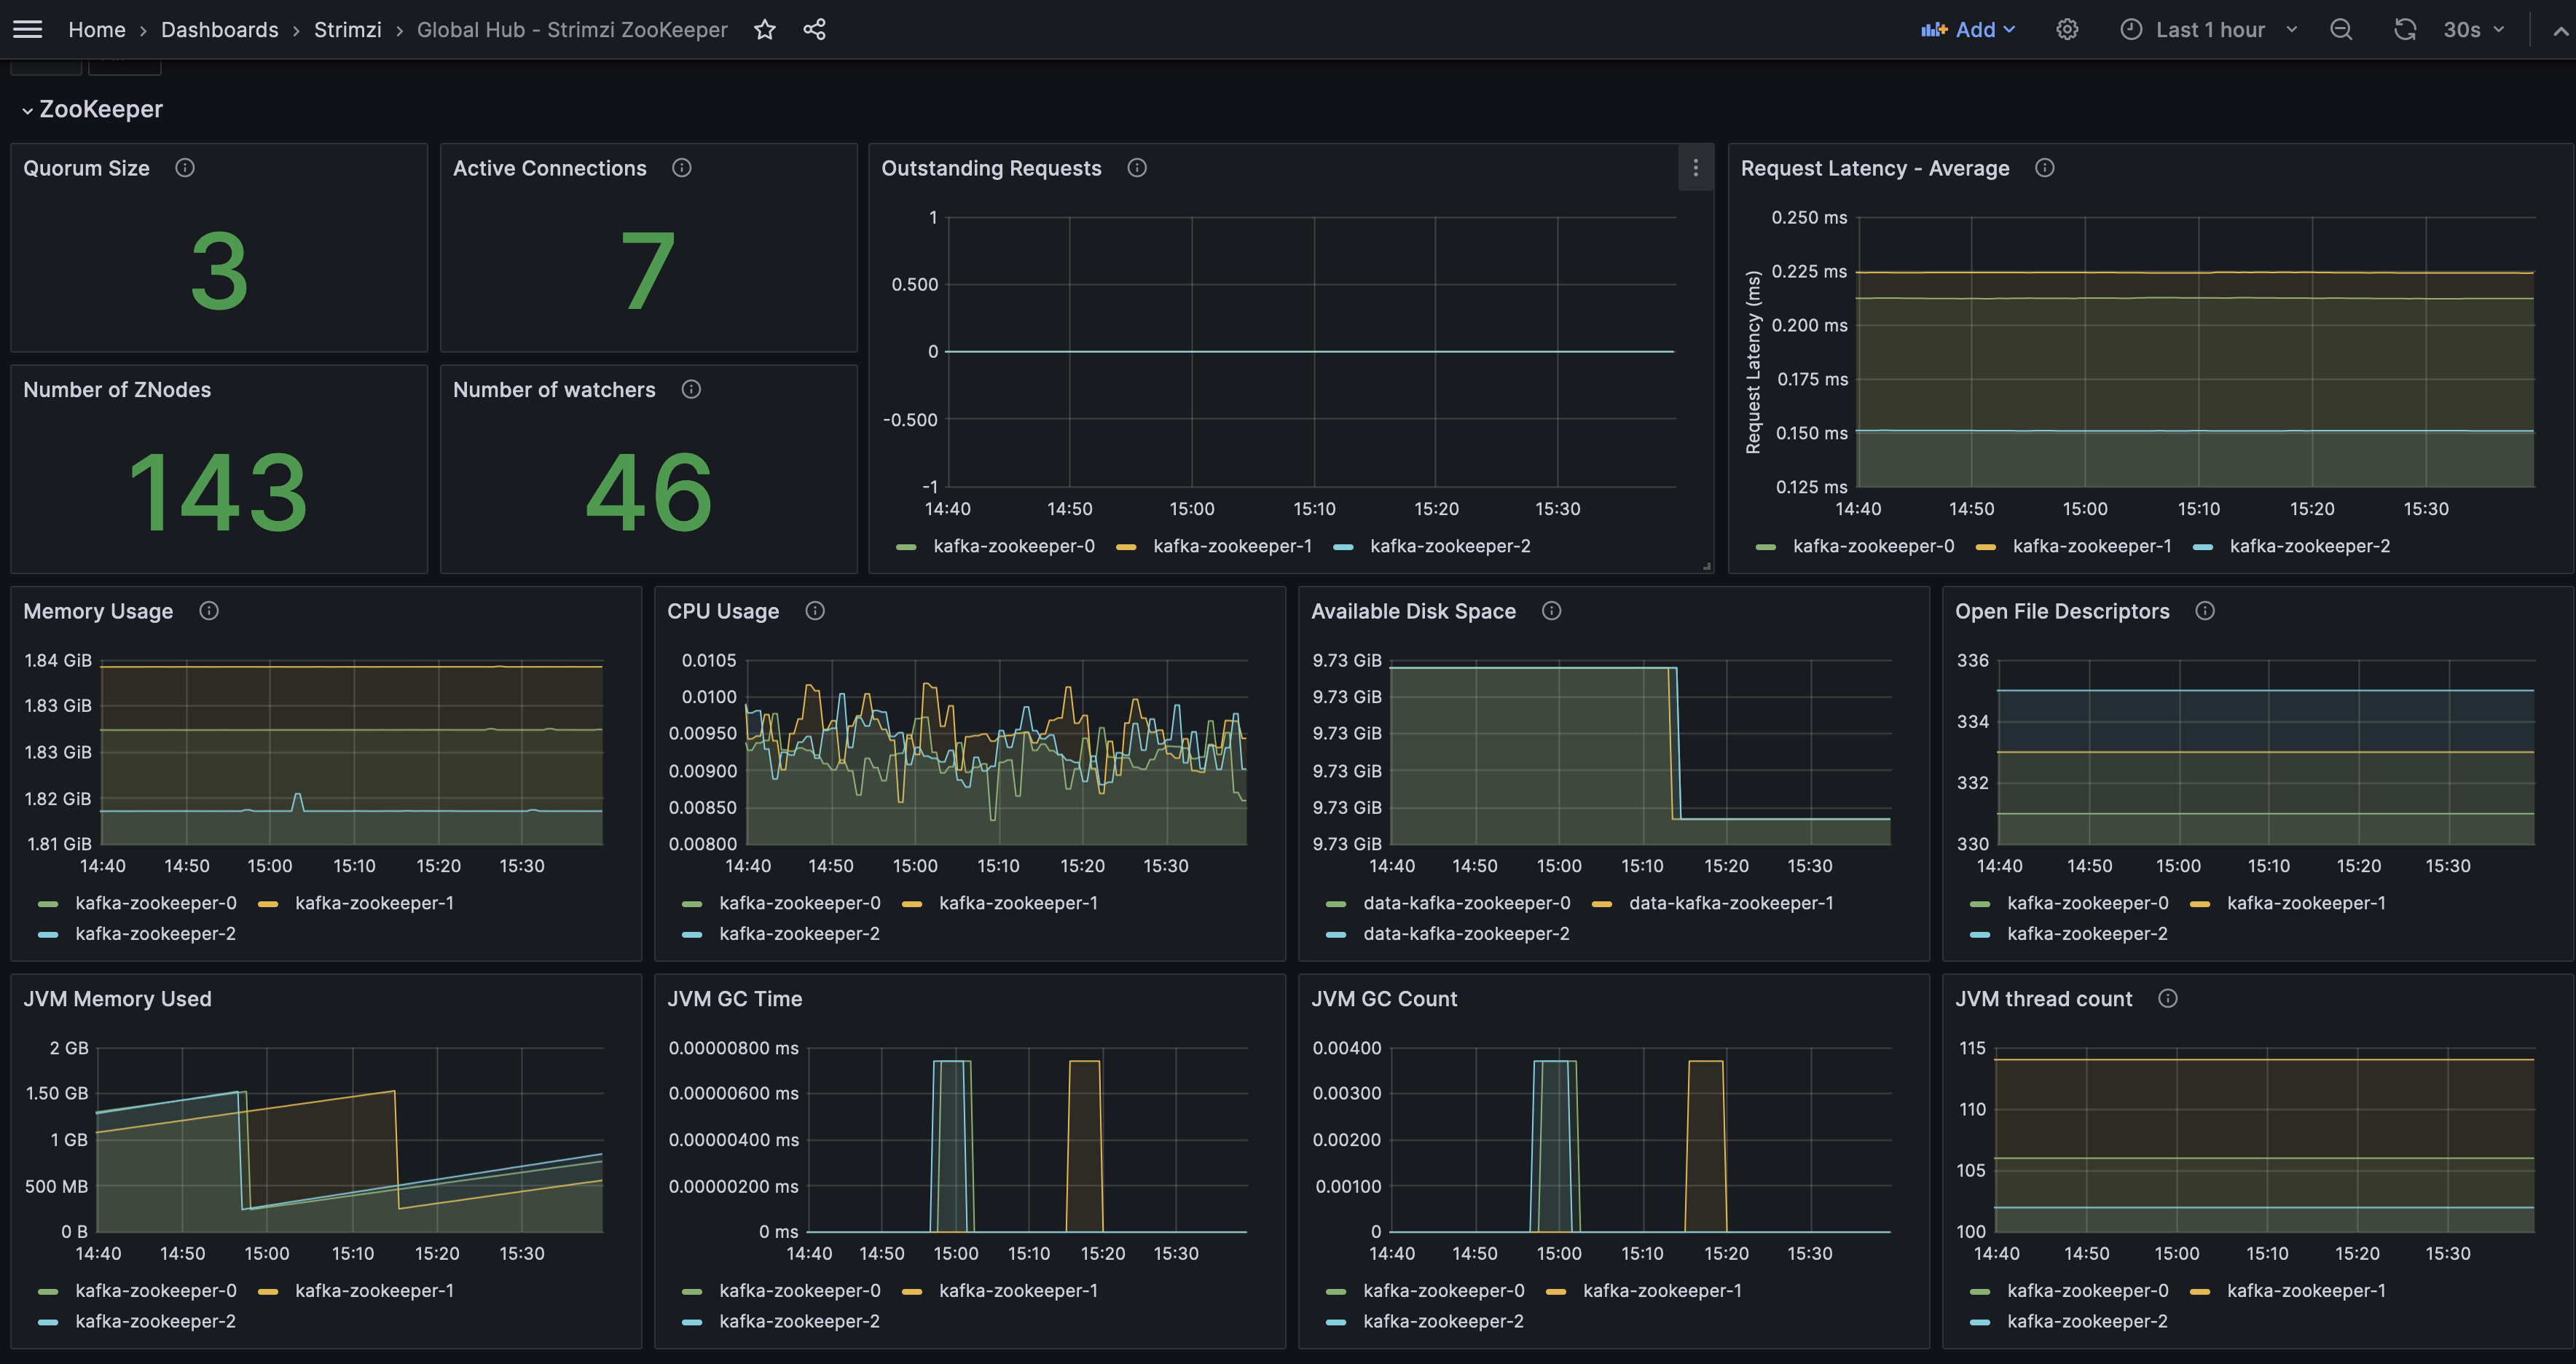 Home › Dashboards › Strimzi › Global Hub - Strimzi ZooKeeper
Add
Last 1 hour
30s
ZooKeeper
Quorum Size
3
Active Connections
7
Number of ZNodes
143
Number of watchers
46
Outstanding Requests
1
0.500
0
-0.500
-1
14:40 14:50 15:00 15:10 15:20 15:30
kafka-zookeeper-0 kafka-zookeeper-1 kafka-zookeeper-2
Request Latency - Average
Request Latency (ms)
0.250 ms
0.225 ms
0.200 ms
0.175 ms
0.150 ms
0.125 ms
14:40 14:50 15:00 15:10 15:20 15:30
kafka-zookeeper-0 kafka-zookeeper-1 kafka-zookeeper-2
Memory Usage
1.84 GiB
1.83 GiB
1.83 GiB
1.82 GiB
1.81 GiB
14:40 14:50 15:00 15:10 15:20 15:30
kafka-zookeeper-0 kafka-zookeeper-1
kafka-zookeeper-2
CPU Usage
0.0105
0.0100
0.00950
0.00900
0.00850
0.00800
14:40 14:50 15:00 15:10 15:20 15:30
kafka-zookeeper-0 kafka-zookeeper-1
kafka-zookeeper-2
Available Disk Space
9.73 GiB
9.73 GiB
9.73 GiB
9.73 GiB
9.73 GiB
9.73 GiB
14:40 14:50 15:00 15:10 15:20 15:30
data-kafka-zookeeper-0 data-kafka-zookeeper-1
data-kafka-zookeeper-2
Open File Descriptors
336
334
332
330
14:40 14:50 15:00 15:10 15:20 15:30
kafka-zookeeper-0 kafka-zookeeper-1
kafka-zookeeper-2
JVM Memory Used
2 GB
1.50 GB
1 GB
500 MB
0 B
14:40 14:50 15:00 15:10 15:20 15:30
kafka-zookeeper-0 kafka-zookeeper-1
kafka-zookeeper-2
JVM GC Time
0.00000800 ms
0.00000600 ms
0.00000400 ms
0.00000200 ms
0 ms
14:40 14:50 15:00 15:10 15:20 15:30
kafka-zookeeper-0 kafka-zookeeper-1
kafka-zookeeper-2
JVM GC Count
0.00400
0.00300
0.00200
0.00100
0
14:40 14:50 15:00 15:10 15:20 15:30
kafka-zookeeper-0 kafka-zookeeper-1
kafka-zookeeper-2
JVM thread count
115
110
105
100
14:40 14:50 15:00 15:10 15:20 15:30
kafka-zookeeper-0 kafka-zookeeper-1
kafka-zookeeper-2